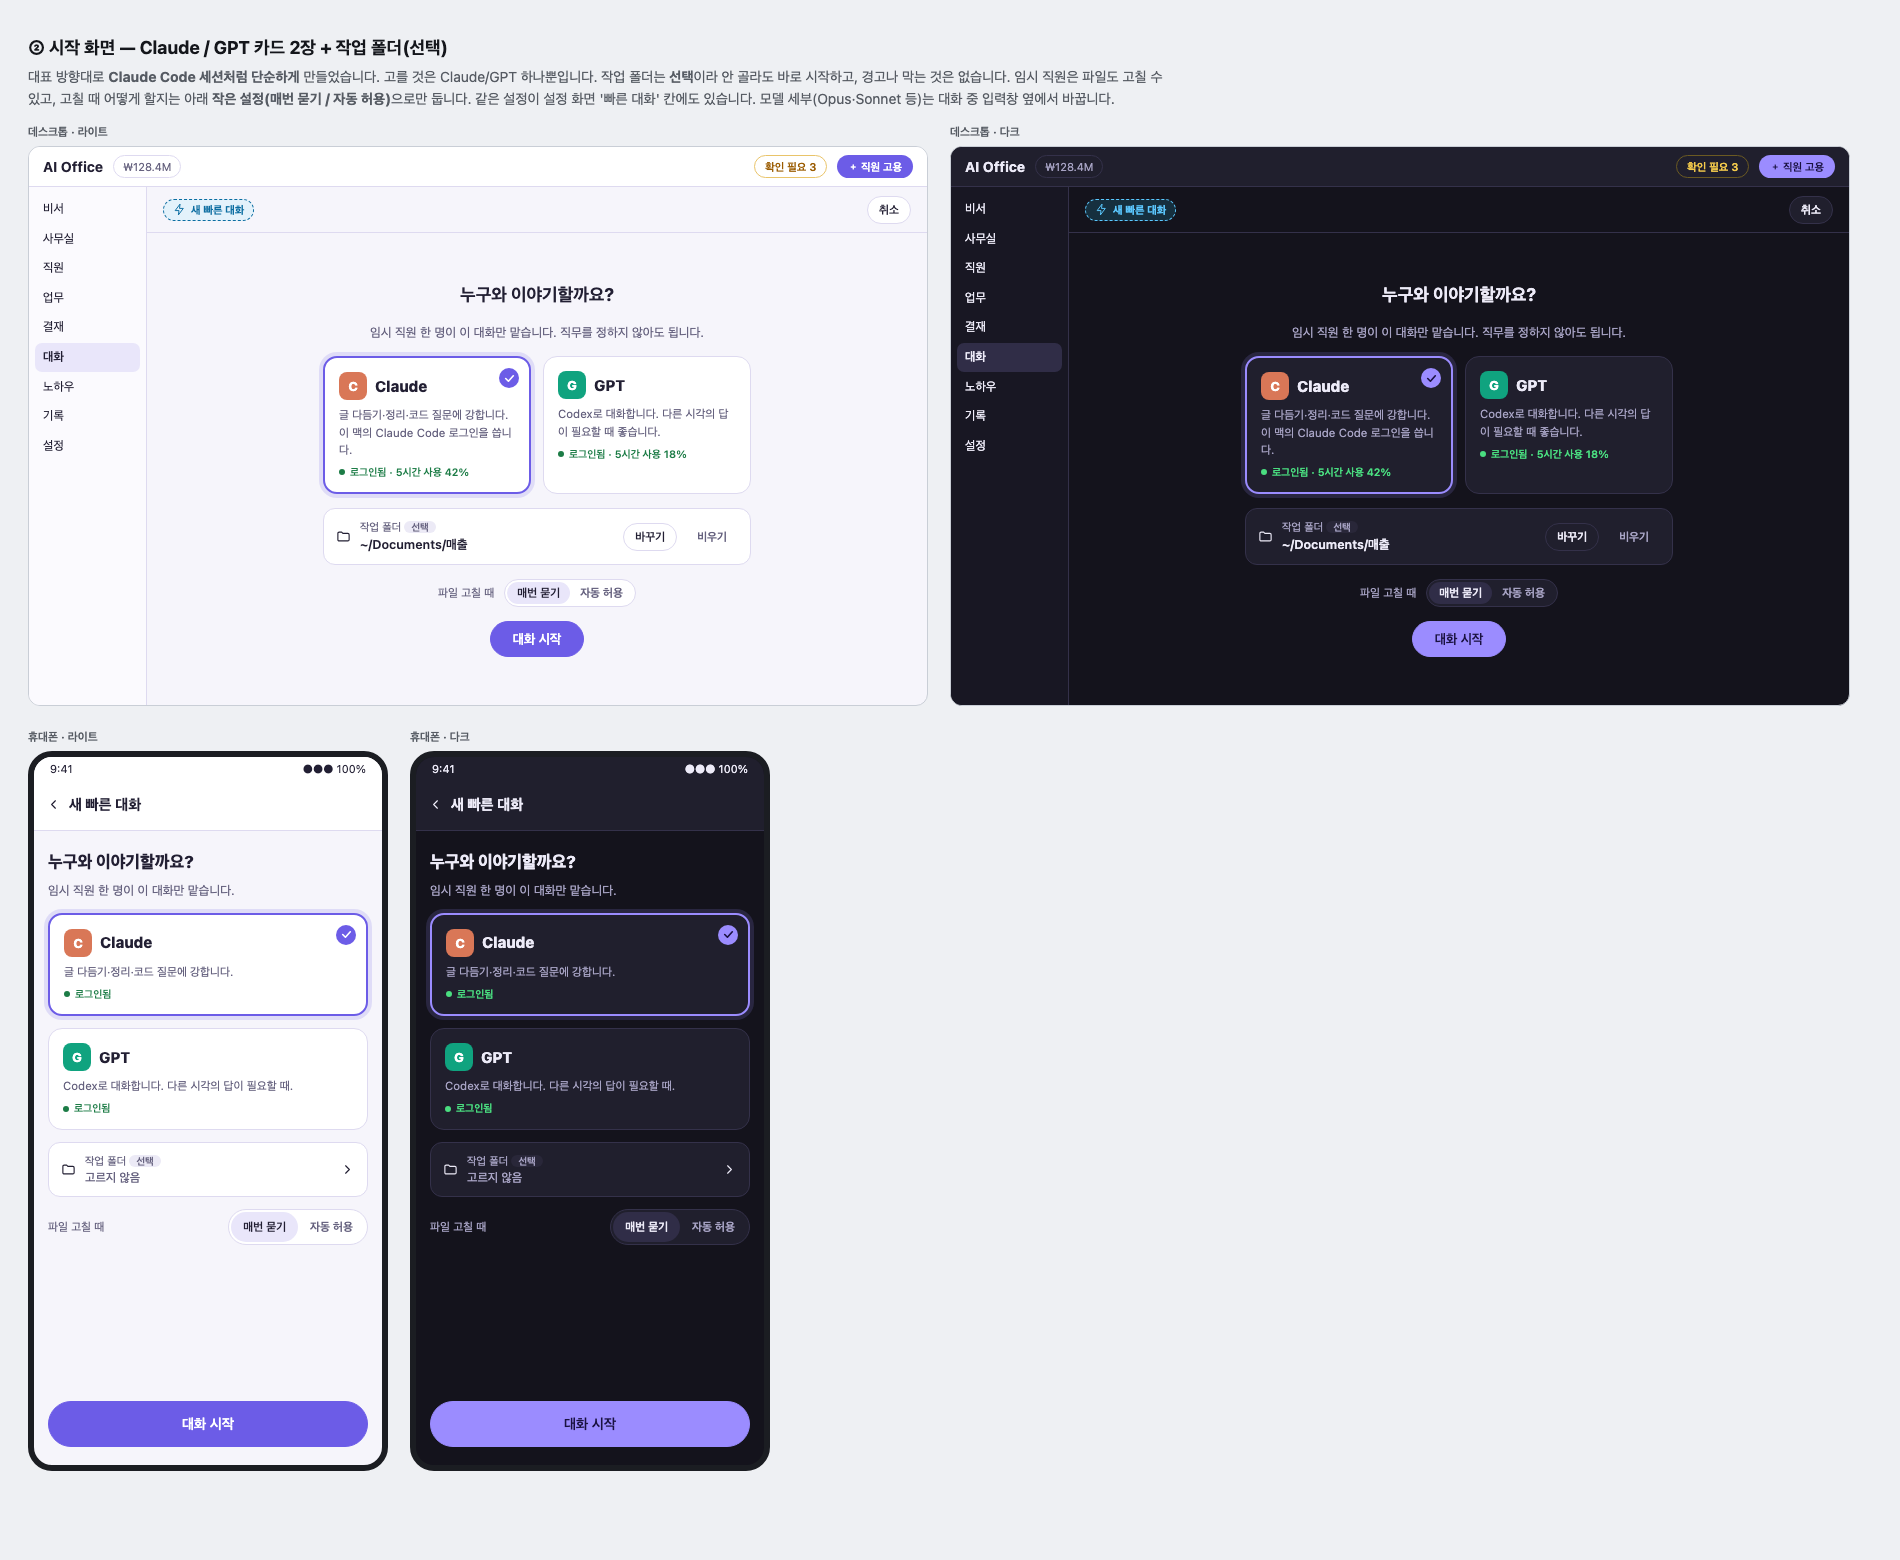 ② 시작 화면 — Claude / GPT 카드 2장 + 작업 폴더(선택)
대표 방향대로 Claude Code 세션처럼 단순하게 만들었습니다. 고를 것은 Claude/GPT 하나뿐입니다. 작업 폴더는 선택이라 안 골라도 바로 시작하고, 경고나 막는 것은 없습니다. 임시 직원은 파일도 고칠 수
있고, 고칠 때 어떻게 할지는 아래 작은 설정(매번 묻기 / 자동 허용)으로만 둡니다. 같은 설정이 설정 화면 '빠른 대화' 칸에도 있습니다. 모델 세부(Opus·Sonnet 등)는 대화 중 입력창 옆에서 바꿉니다.
데스크톱 · 라이트
AI Office
₩128.4M
확인 필요 3
+ 직원 고용
비서
사무실
직원
업무
결재
대화
노하우
기록
설정
새 빠른 대화
취소
누구와 이야기할까요?
임시 직원 한 명이 이 대화만 맡습니다. 직무를 정하지 않아도 됩니다.
C Claude
글 다듬기·정리·코드 질문에 강합니다.
이 맥의 Claude Code 로그인을 씁니
다.
로그인됨 · 5시간 사용 42%
G GPT
Codex로 대화합니다. 다른 시각의 답
이 필요할 때 좋습니다.
로그인됨 · 5시간 사용 18%
작업 폴더 선택
~/Documents/매출
바꾸기
비우기
파일 고칠 때
매번 묻기
자동 허용
대화 시작
데스크톱 · 다크
AI Office
₩128.4M
확인 필요 3
+ 직원 고용
비서
사무실
직원
업무
결재
대화
노하우
기록
설정
새 빠른 대화
취소
누구와 이야기할까요?
임시 직원 한 명이 이 대화만 맡습니다. 직무를 정하지 않아도 됩니다.
C Claude
글 다듬기·정리·코드 질문에 강합니다.
이 맥의 Claude Code 로그인을 씁니
다.
로그인됨 · 5시간 사용 42%
G GPT
Codex로 대화합니다. 다른 시각의 답
이 필요할 때 좋습니다.
로그인됨 · 5시간 사용 18%
작업 폴더 선택
~/Documents/매출
바꾸기
비우기
파일 고칠 때
매번 묻기
자동 허용
대화 시작
휴대폰 · 라이트
9:41
100%
새 빠른 대화
누구와 이야기할까요?
임시 직원 한 명이 이 대화만 맡습니다.
C Claude
글 다듬기·정리·코드 질문에 강합니다.
로그인됨
G GPT
Codex로 대화합니다. 다른 시각의 답이 필요할 때.
로그인됨
작업 폴더 선택
고르지 않음
파일 고칠 때
매번 묻기
자동 허용
대화 시작
휴대폰 · 다크
9:41
100%
새 빠른 대화
누구와 이야기할까요?
임시 직원 한 명이 이 대화만 맡습니다.
C Claude
글 다듬기·정리·코드 질문에 강합니다.
로그인됨
G GPT
Codex로 대화합니다. 다른 시각의 답이 필요할 때.
로그인됨
작업 폴더 선택
고르지 않음
파일 고칠 때
매번 묻기
자동 허용
대화 시작